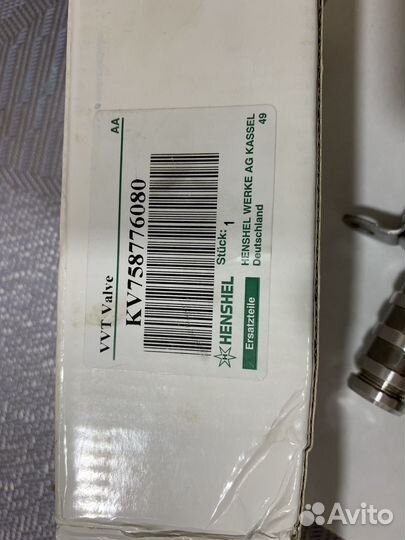 AA
VVT Valve
KV758776080
HENSHEL
Stück: 1
Ersatzteile
HENSHEL WERKE AG KASSEL
Deutschland
49
Avito